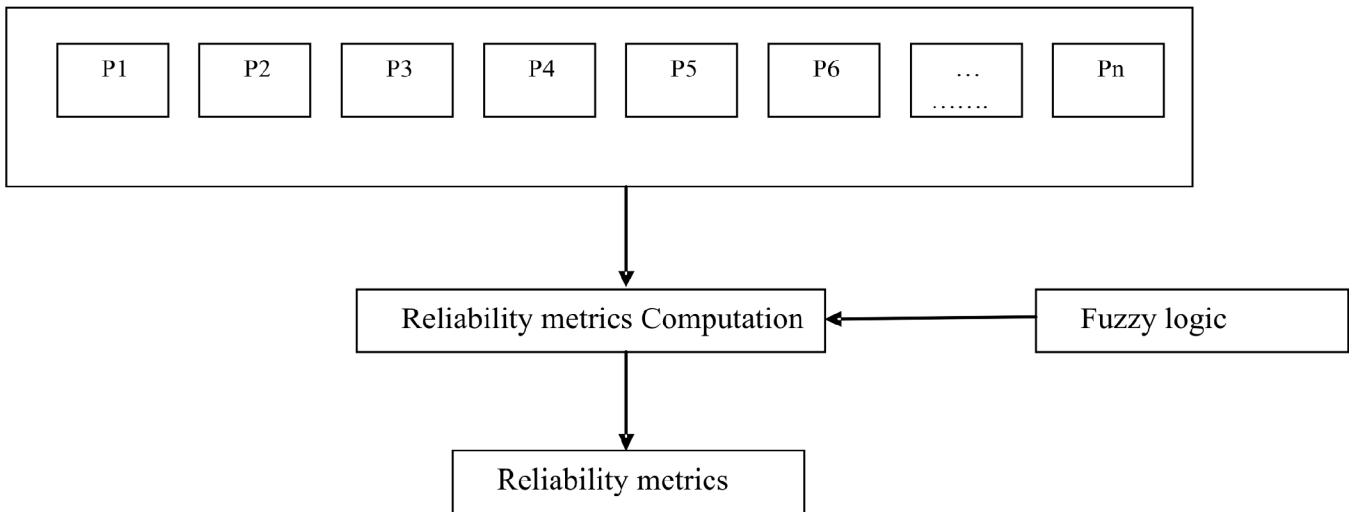 P1 P2 P3 P4 P5 P6 … Pn
…….
Reliability metrics Computation Fuzzy logic
Reliability metrics